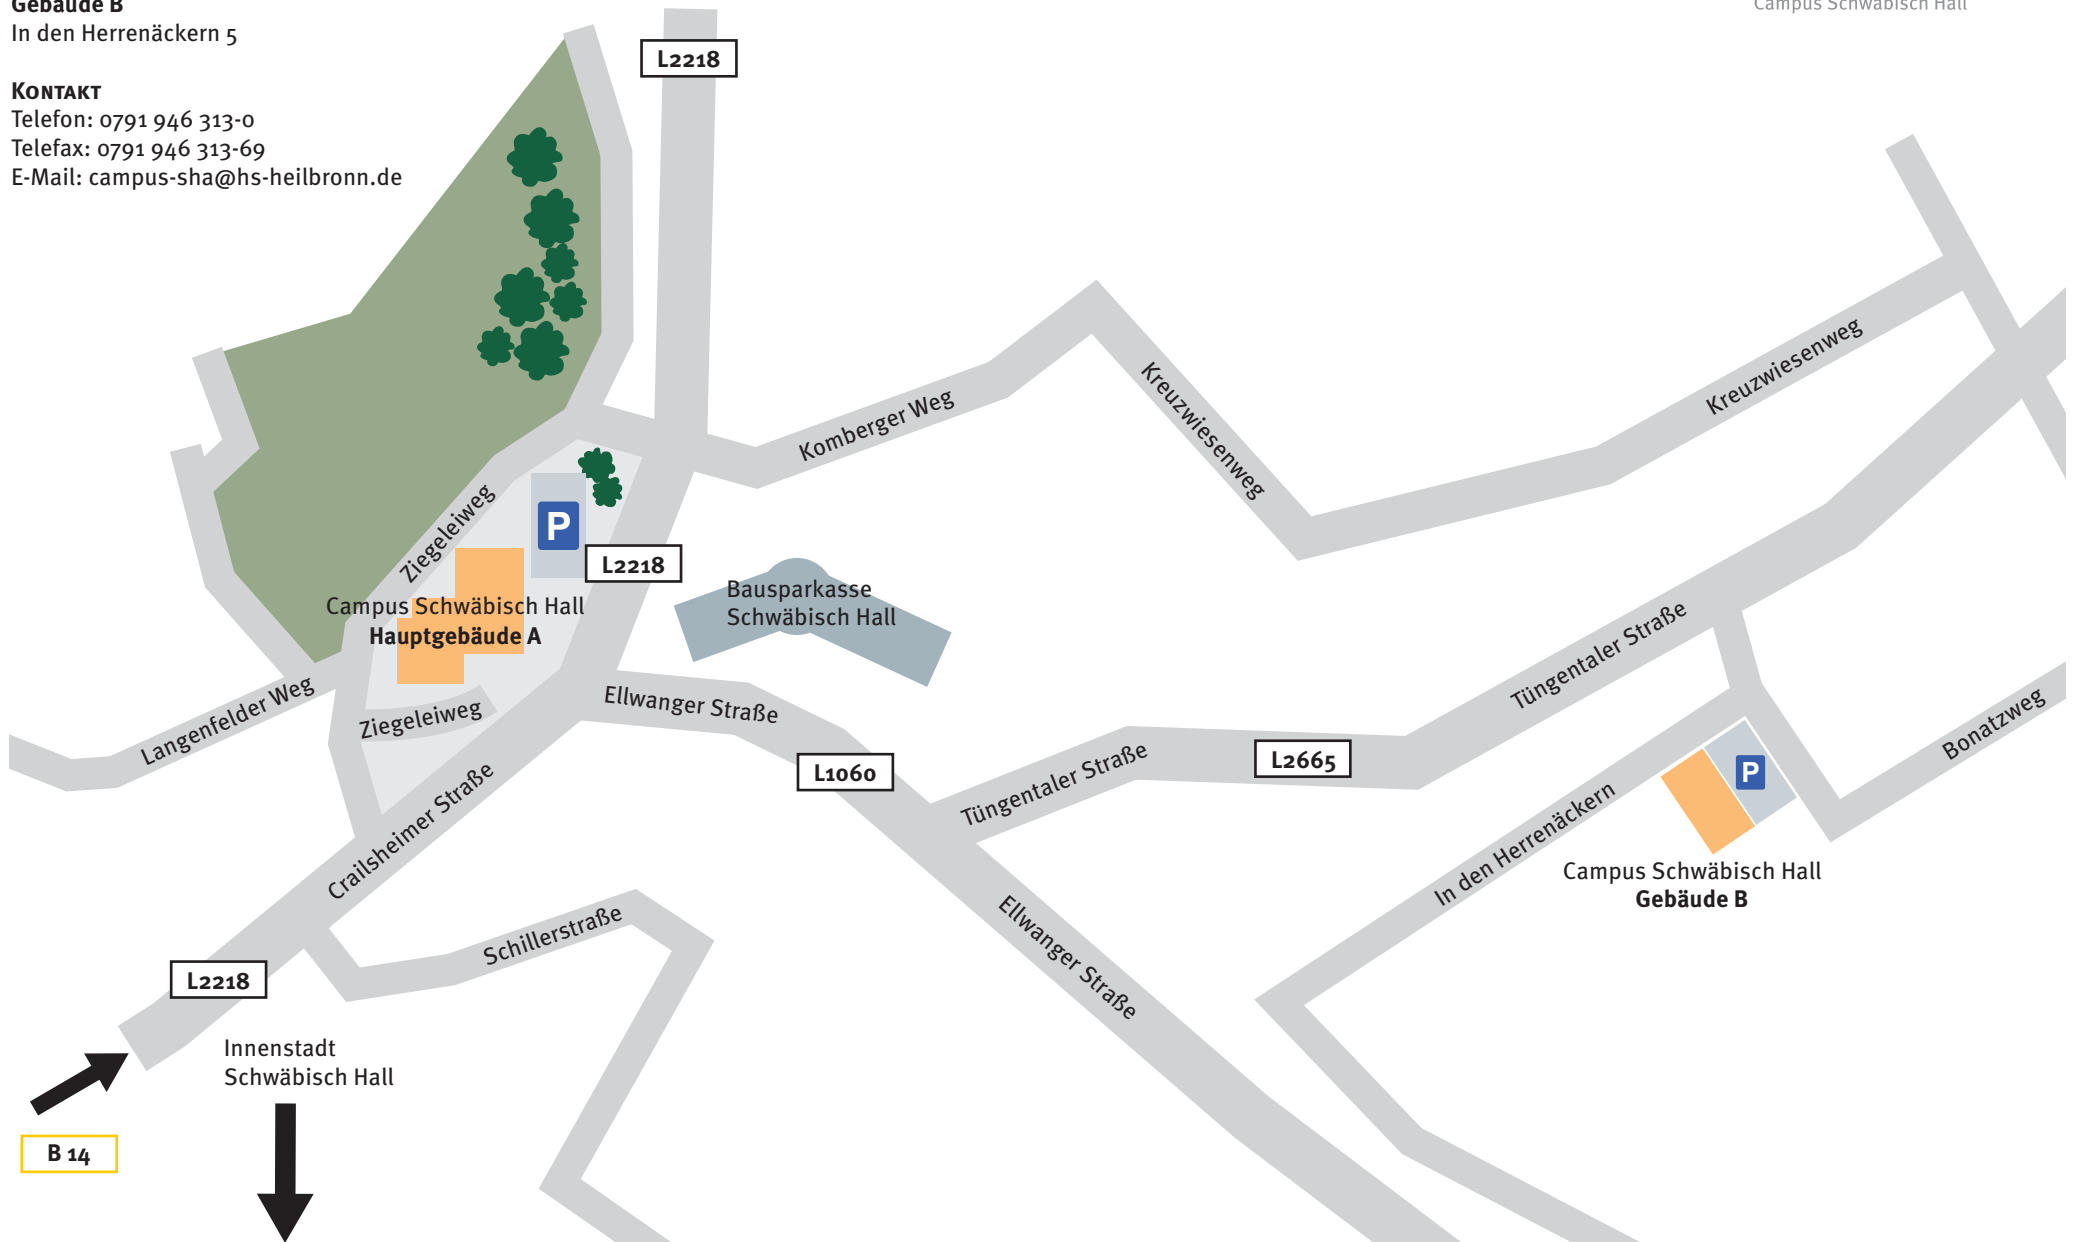 Gebäude B
In den Herrenäckern 5
Campus Schwäbisch Hall
KONTAKT
Telefon: 0791 946 313-0
Telefax: 0791 946 313-69
E-Mail: campus-sha@hs-heilbronn.de
L2218
Komberger Weg
Kreuzwiesenweg
Kreuzwiesenweg
Ziegeleiweg
P
L2218
Campus Schwäbisch Hall
Hauptgebäude A
Bausparkasse
Schwäbisch Hall
Langenfelder Weg
Ziegeleiweg
Ellwanger Straße
L1060
Tüngentaler Straße
L2665
Tüngentaler Straße
Bonatzweg
P
In den Herrenäckern
Campus Schwäbisch Hall
Gebäude B
Crailsheimer Straße
Schillerstraße
Ellwanger Straße
L2218
Innenstadt
Schwäbisch Hall
B 14